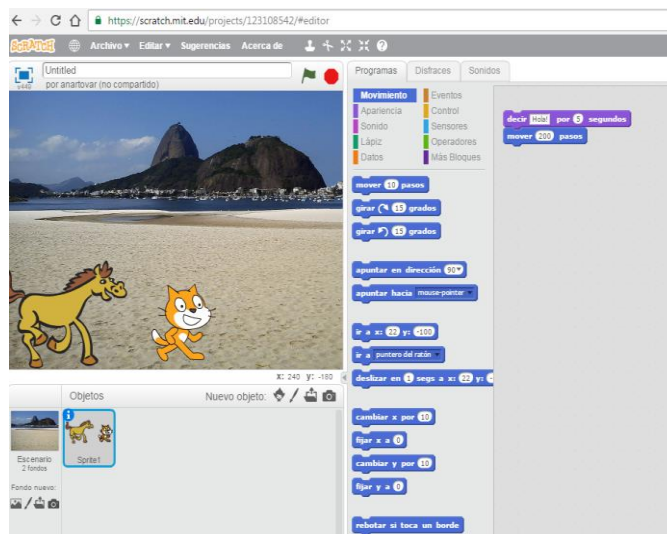 https://scratch.mit.edu/projects/123108542/#editor
SCRATCH Archivo Editar Sugerencias Acerca de
Untitled
por anartovar (no compartido)
v449
Programas Disfraces Sonidos
Movimiento Eventos
Apariencia Control
Sonido Sensores
Lápiz Operadores
Datos Más Bloques
decir Hola! por 5 segundos
mover 200 pasos
mover 10 pasos
girar 15 grados
girar 15 grados
apuntar en dirección 90
apuntar hacia mouse-pointer
ir a x: 22 y: -100
ir a puntero del ratón
deslizar en 1 segs a x: 22 y:
cambiar x por 10
fijar x a 0
cambiar y por 10
fijar y a 0
rebotar si toca un borde
x: 240 y: -180
Objetos Nuevo objeto:
Escenario
2 fondos
Sprite1
Fondo nuevo: